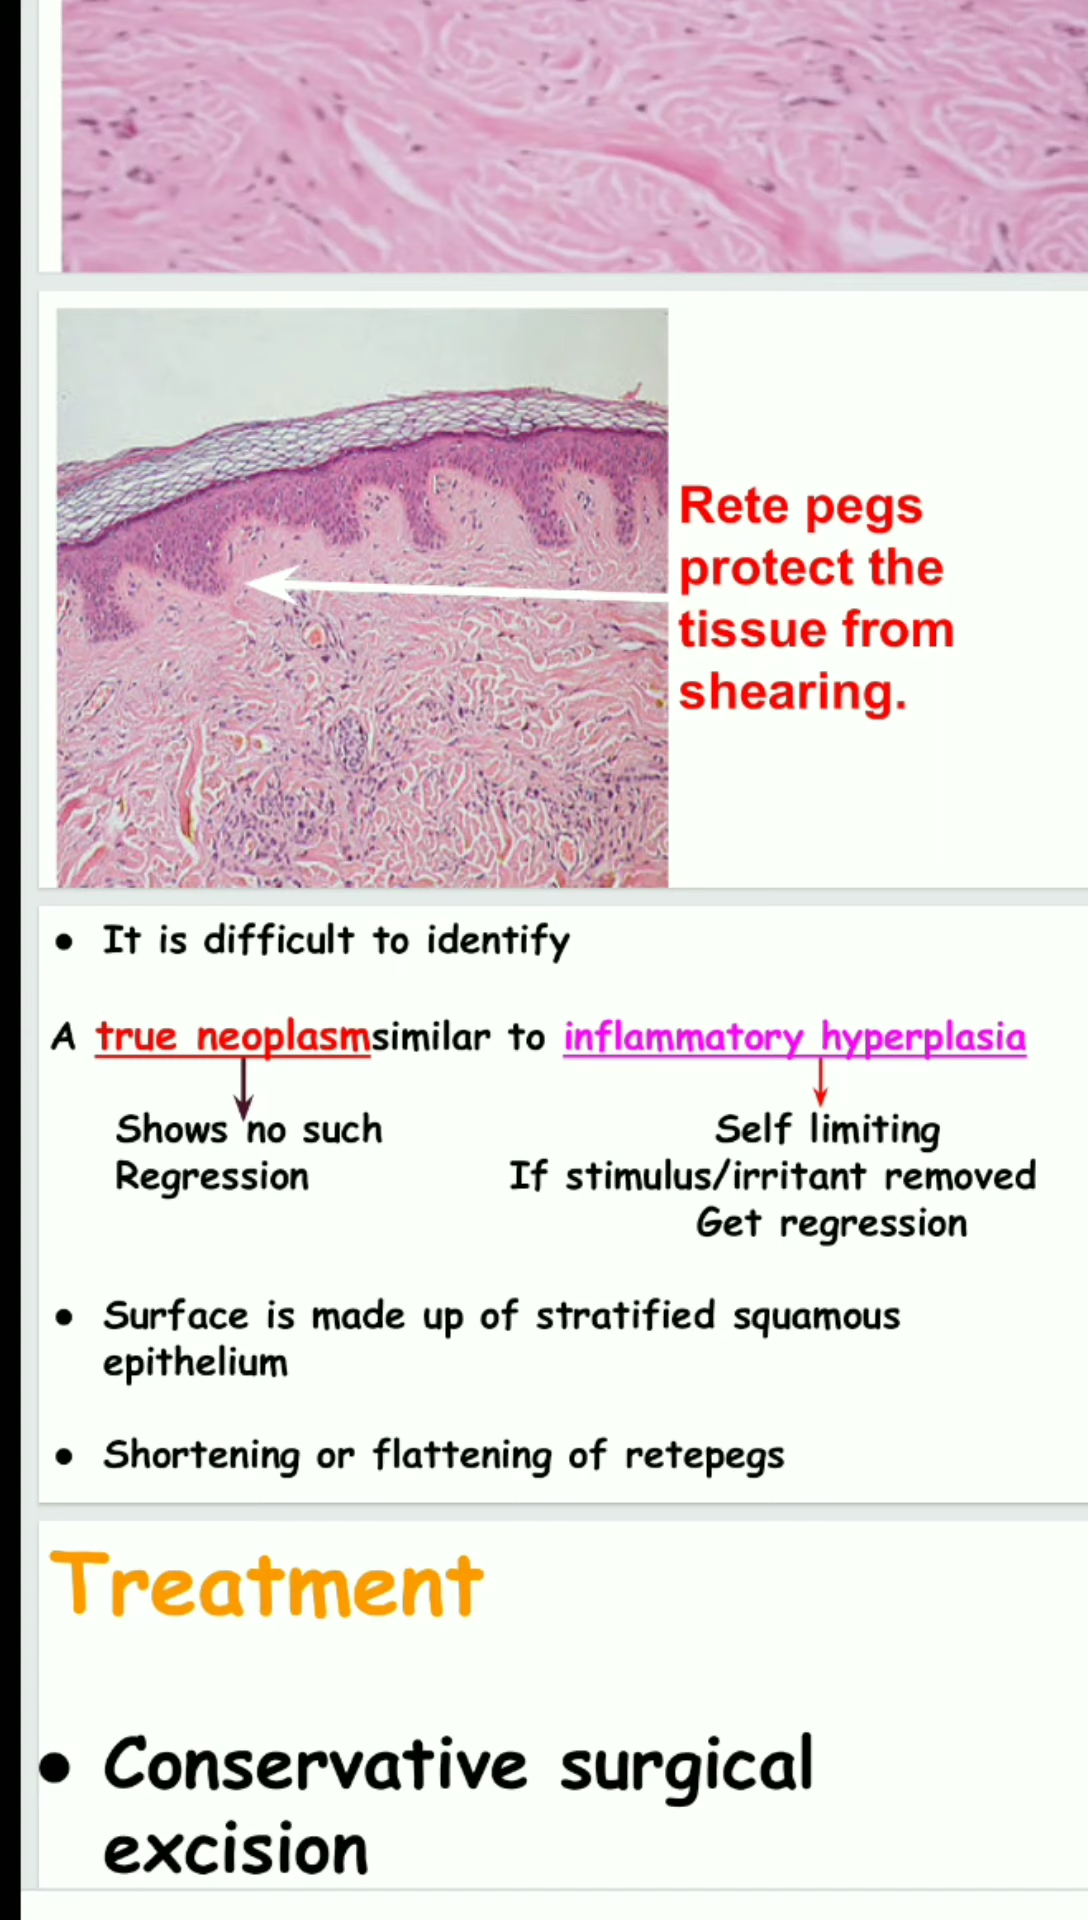 Rete pegs
protect the
tissue from
shearing.
● It is difficult to identify
A true neoplasmsimilar to inflammatory hyperplasia
Shows no such
Regression
Self limiting
If stimulus/irritant removed
Get regression
● Surface is made up of stratified squamous
epithelium
● Shortening or flattening of retepegs
Treatment
● Conservative surgical
excision